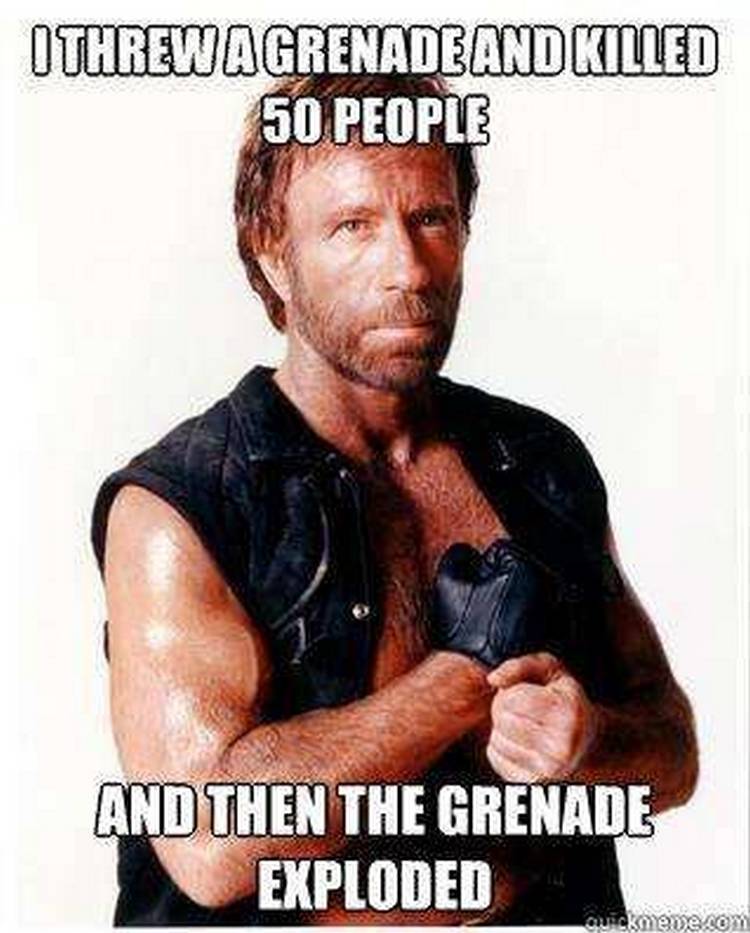 I THREW A GRENADE AND KILLED
50 PEOPLE
AND THEN THE GRENADE
EXPLODED
quickmeme.com